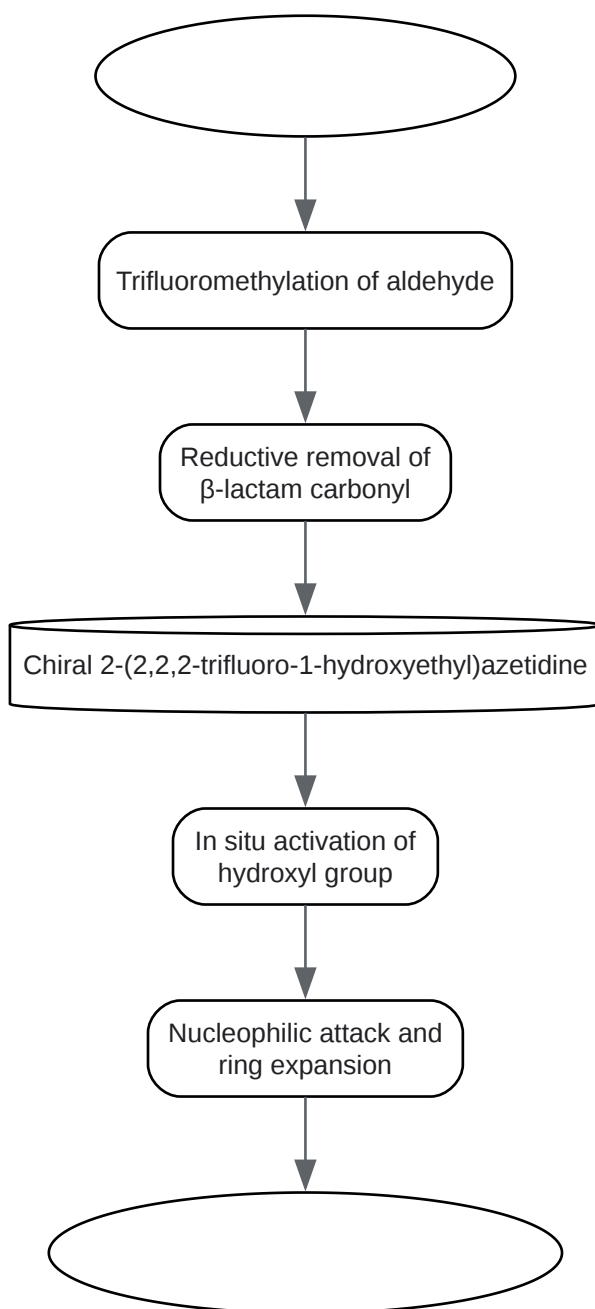 Trifluoromethylation of aldehyde
Reductive removal of
β-lactam carbonyl
Chiral 2-(2,2,2-trifluoro-1-hydroxyethyl)azetidine
In situ activation of
hydroxyl group
Nucleophilic attack and
ring expansion